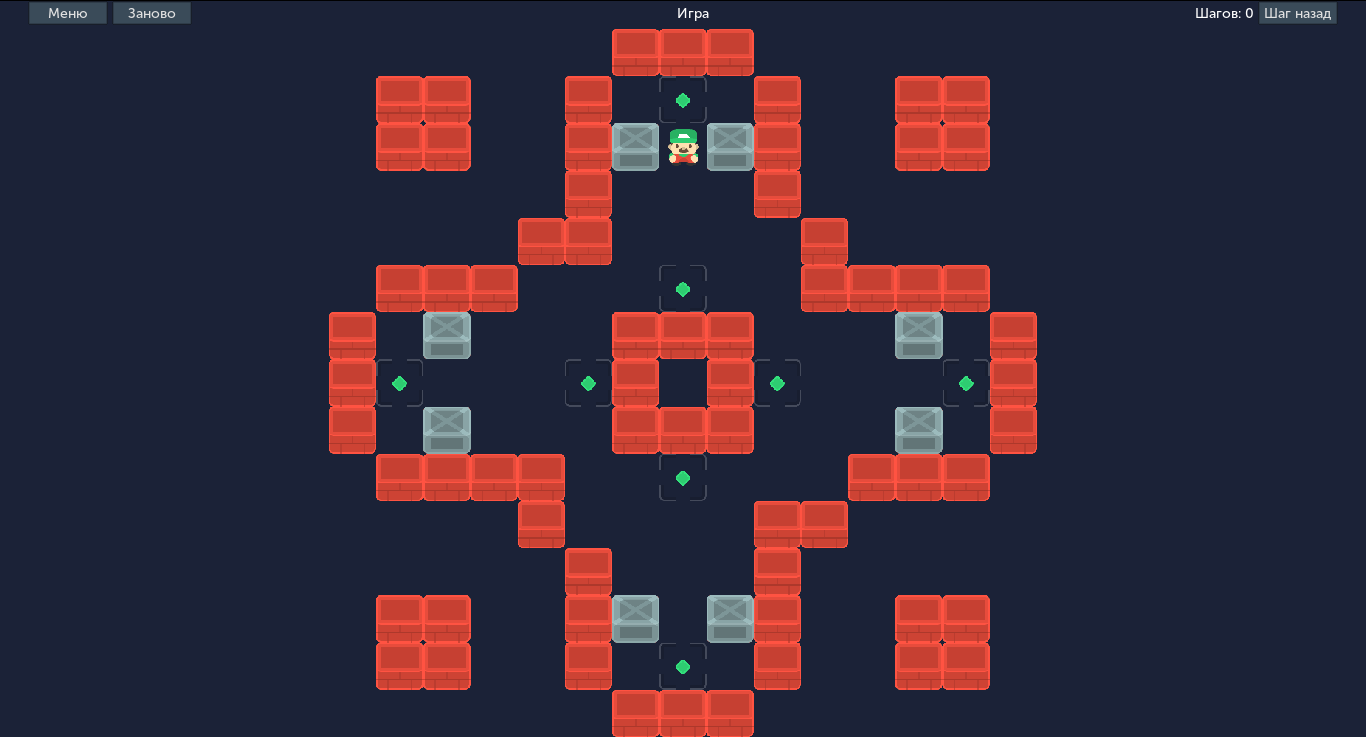 Меню
Заново
Игра
Шагов: 0
Шаг назад